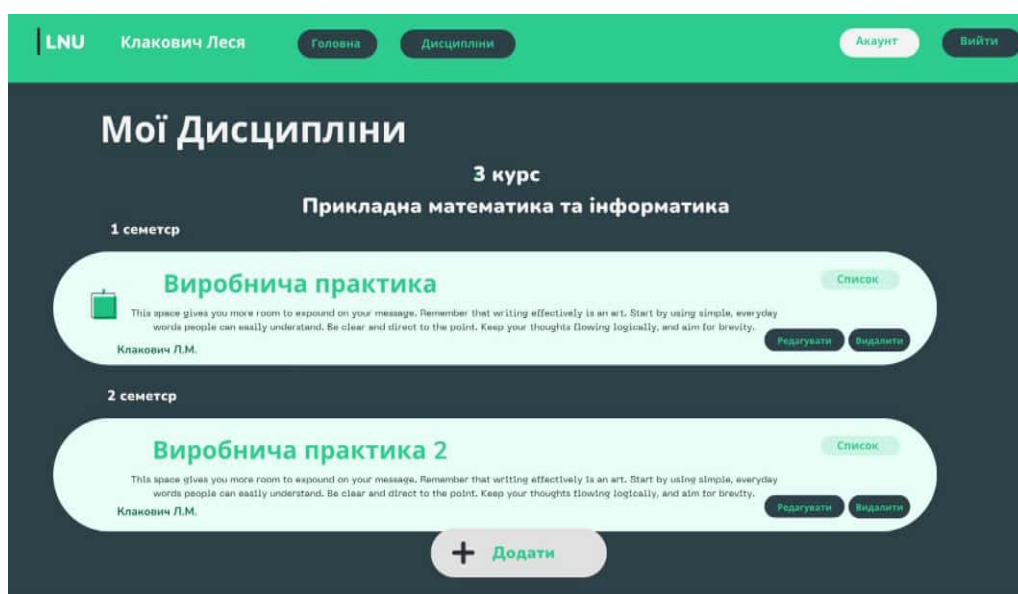 LNU Клакович Леся Головна Дисципліни Акаунт Вийти
Мої Дисципліни
3 курс
Прикладна математика та інформатика
1 семетср
Виробнича практика
Список
This space gives you more room to expound on your message. Remember that writing effectively is an art. Start by using simple, everyday
words people can easily understand. Be clear and direct to the point. Keep your thoughts flowing logically, and aim for brevity.
Редагувати Видалити
Клакович Л.М.
2 семетср
Виробнича практика 2
Список
This space gives you more room to expound on your message. Remember that writing effectively is an art. Start by using simple, everyday
words people can easily understand. Be clear and direct to the point. Keep your thoughts flowing logically, and aim for brevity.
Редагувати Видалити
Клакович Л.М.
+ Додати